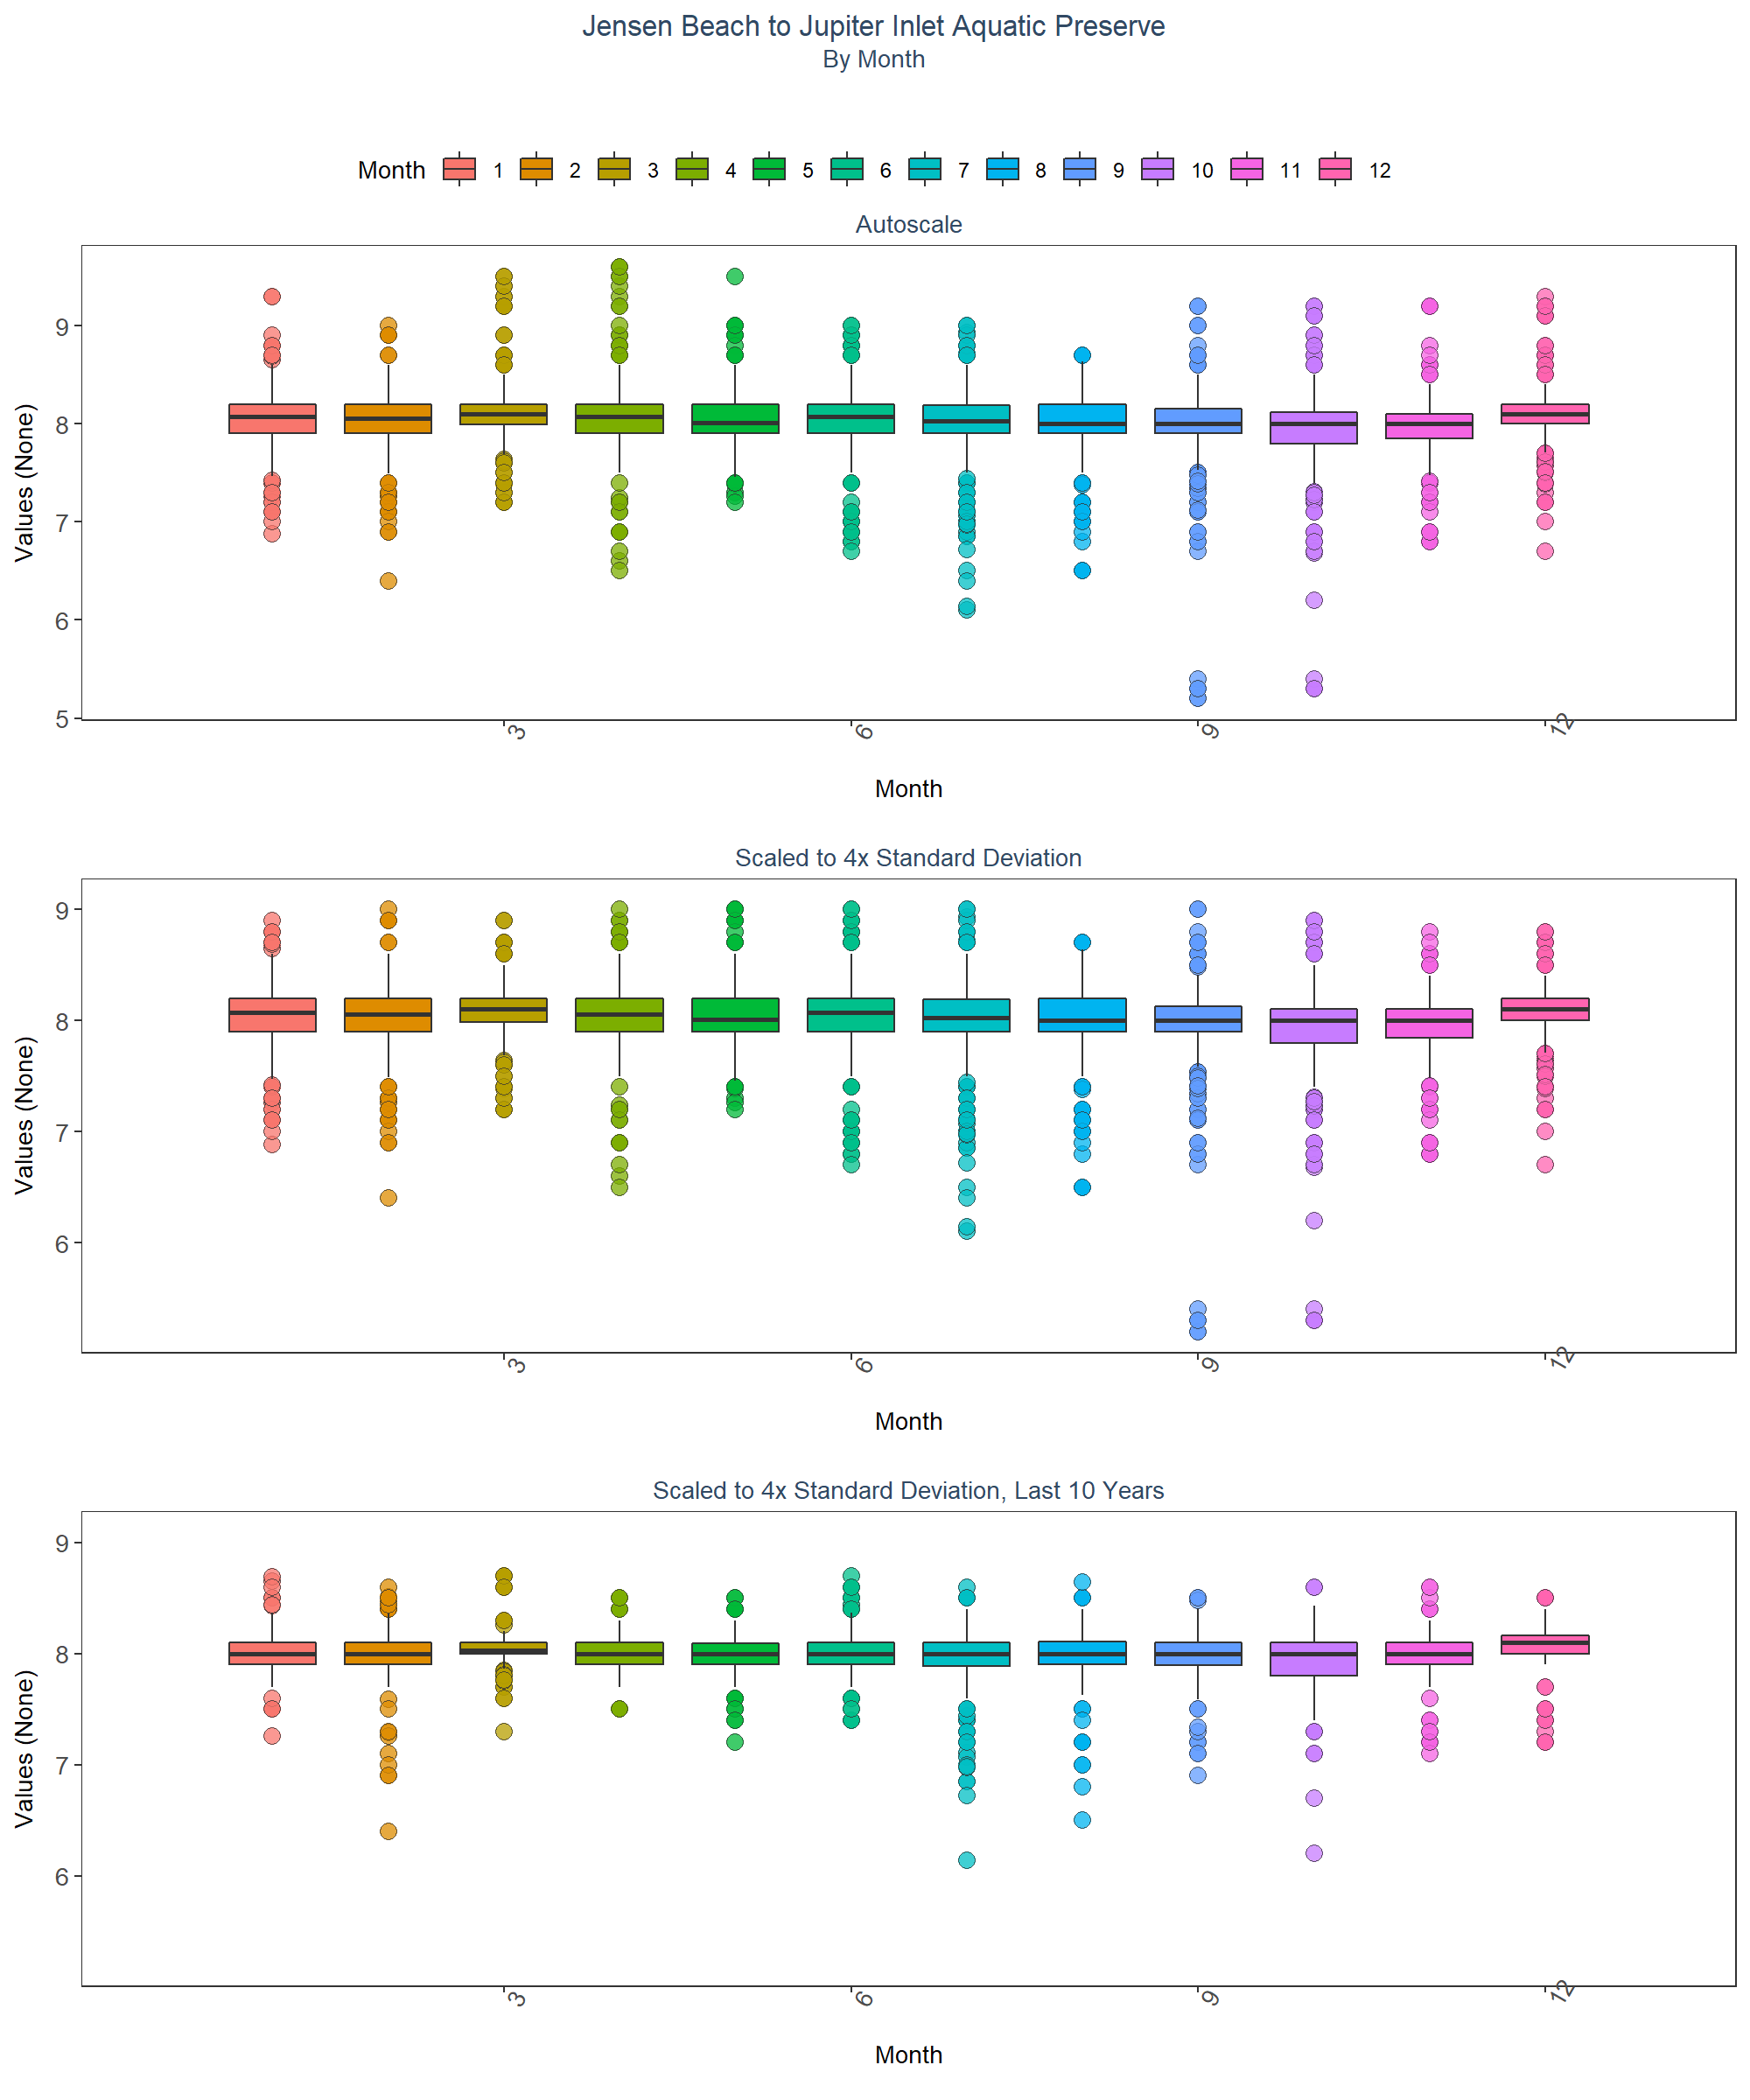 Jensen Beach to Jupiter Inlet Aquatic Preserve
By Month
Month 1 2 3 4 5 6 7 8 9 10 11 12
Autoscale
Values (None)
9
8
7
6
5
3 6 9 12
Month
Scaled to 4x Standard Deviation
Values (None)
9
8
7
6
3 6 9 12
Month
Scaled to 4x Standard Deviation, Last 10 Years
Values (None)
9
8
7
6
3 6 9 12
Month